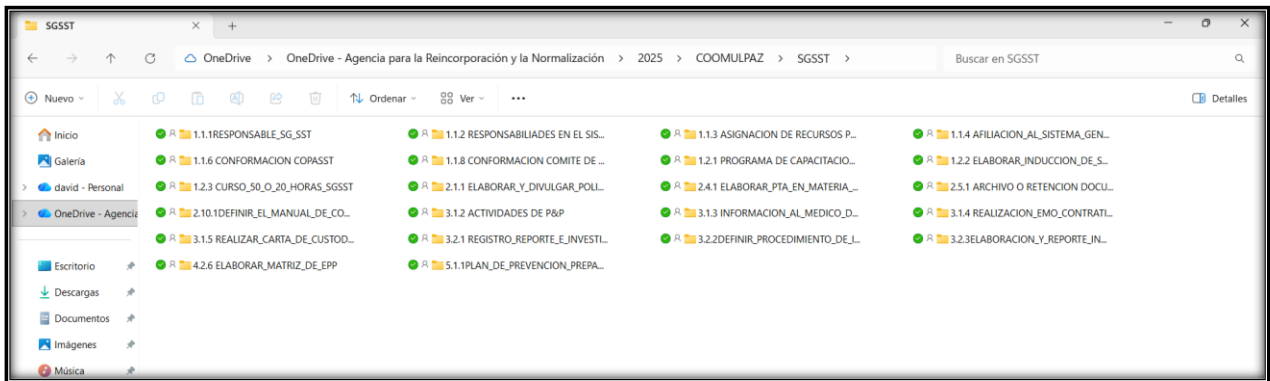 SGSST
OneDrive > OneDrive - Agencia para la Reincorporación y la Normalización > 2025 > COOMULPAZ > SGSST > Buscar en SGSST
Nuevo Ordenar Ver ... Detalles
Inicio 1.1.1RESPONSABLE_SG_SST 1.1.2 RESPONSABILIADES EN EL SIS... 1.1.3 ASIGNACION DE RECURSOS P... 1.1.4 AFILIACION_AL_SISTEMA_GEN...
Galería 1.1.6 CONFORMACION COPASST 1.1.8 CONFORMACION COMITE DE ... 1.2.1 PROGRAMA DE CAPACITACIO... 1.2.2 ELABORAR_INDUCCION_DE_S...
david - Personal 1.2.3 CURSO_50_O_20_HORAS_SGSST 2.1.1 ELABORAR_Y_DIVULGAR_POLI... 2.4.1 ELABORAR_PTA_EN_MATERIA_... 2.5.1 ARCHIVO O RETENCION DOCU...
OneDrive - Agencia 2.10.1DEFINIR_EL_MANUAL_DE_CO... 3.1.2 ACTIVIDADES DE P&P 3.1.3 INFORMACION_AL_MEDICO_D... 3.1.4 REALIZACION_EMO_CONTRATI...
3.1.5 REALIZAR_CARTA_DE_CUSTOD... 3.2.1 REGISTRO_REPORTE_E_INVESTI... 3.2.2DEFINIR_PROCEDIMIENTO_DE_I... 3.2.3ELABORACION_Y_REPORTE_IN...
Escritorio 4.2.6 ELABORAR_MATRIZ_DE_EPP 5.1.1PLAN_DE_PREVENCION_PREPA...
Descargas
Documentos
Imágenes
Música